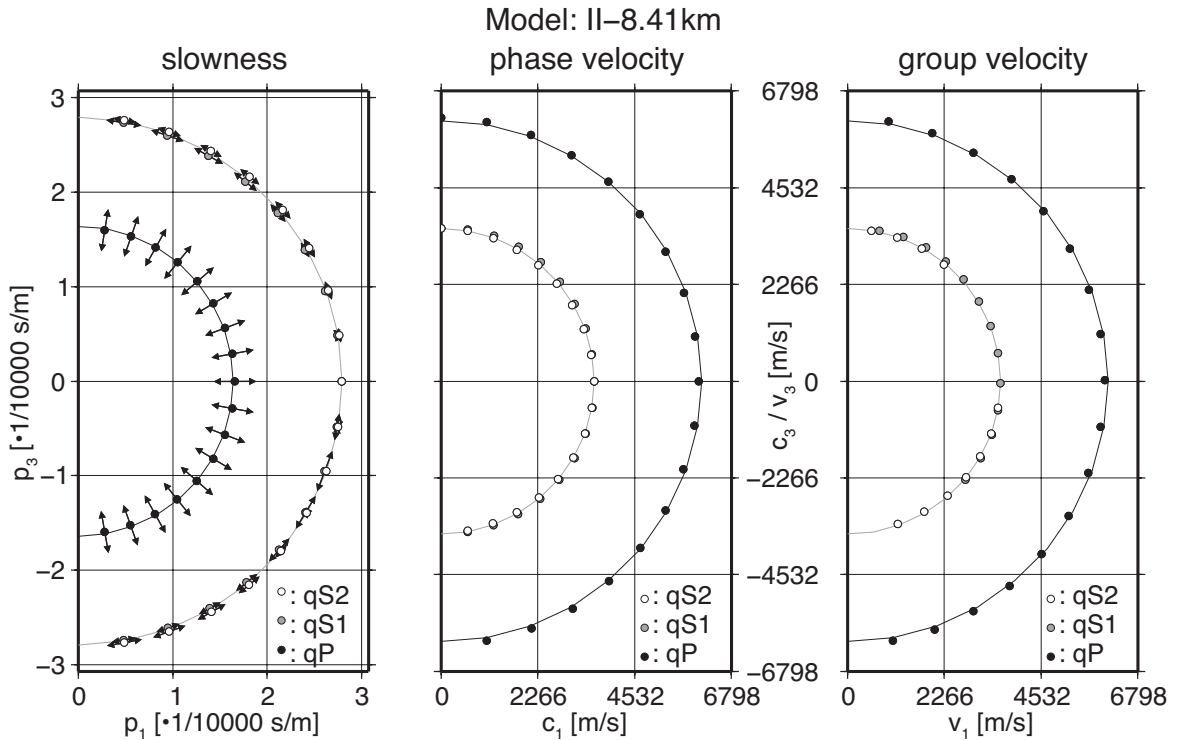 Model: II−8.41km
slowness
phase velocity
group velocity
3
2
1
0
−1
−2
−3
p3 [•1/10000 s/m]
0 1 2 3
p1 [•1/10000 s/m]
: qS2
: qS1
: qP
0 2266 4532 6798
c1 [m/s]
: qS2
: qS1
: qP
6798
4532
2266
0
−2266
−4532
−6798
c3 / v3 [m/s]
0 2266 4532 6798
v1 [m/s]
: qS2
: qS1
: qP